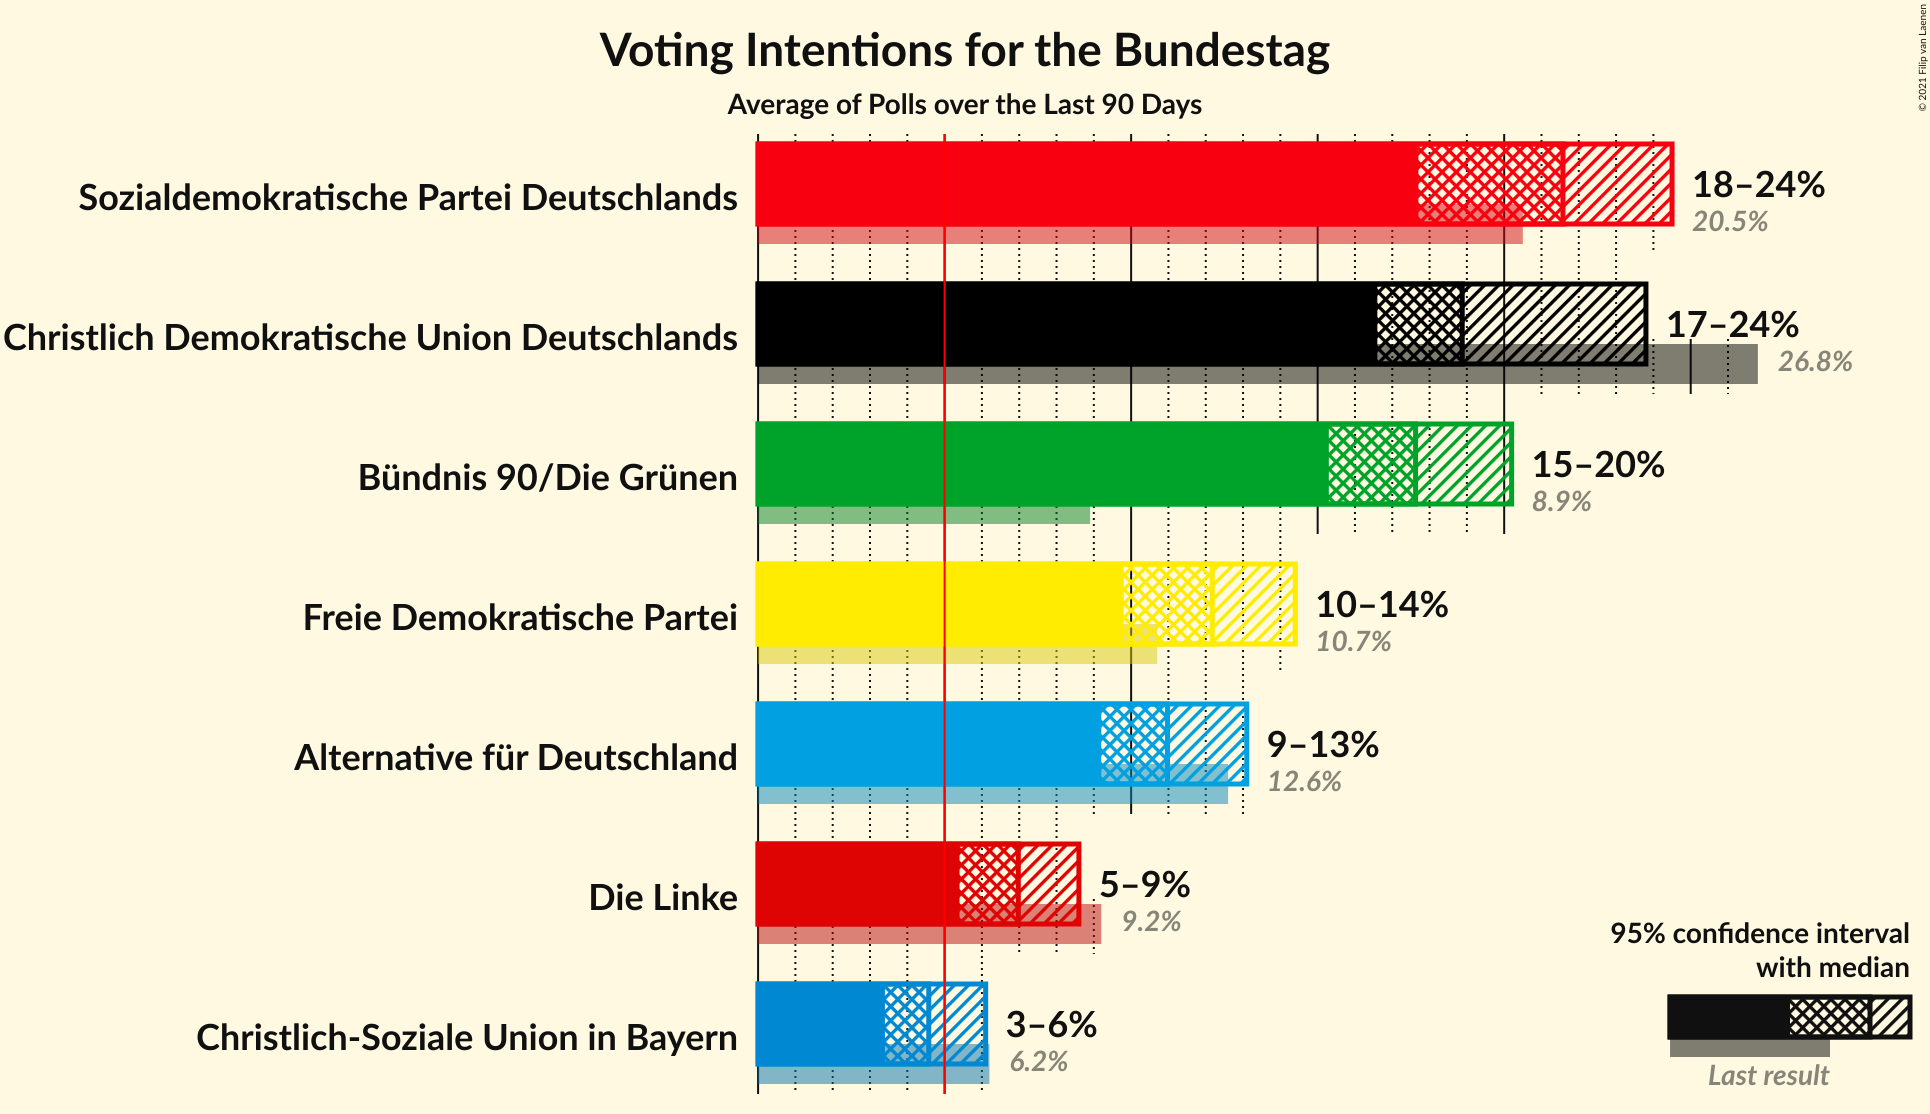 Voting Intentions for the Bundestag
Average of Polls over the Last 90 Days
© 2021 Filip van Laenen
Sozialdemokratische Partei Deutschlands
18–24%
20.5%
Christlich Demokratische Union Deutschlands
17–24%
26.8%
Bündnis 90/Die Grünen
15–20%
8.9%
Freie Demokratische Partei
10–14%
10.7%
Alternative für Deutschland
9–13%
12.6%
Die Linke
5–9%
9.2%
Christlich-Soziale Union in Bayern
3–6%
6.2%
95% confidence interval
with median
Last result